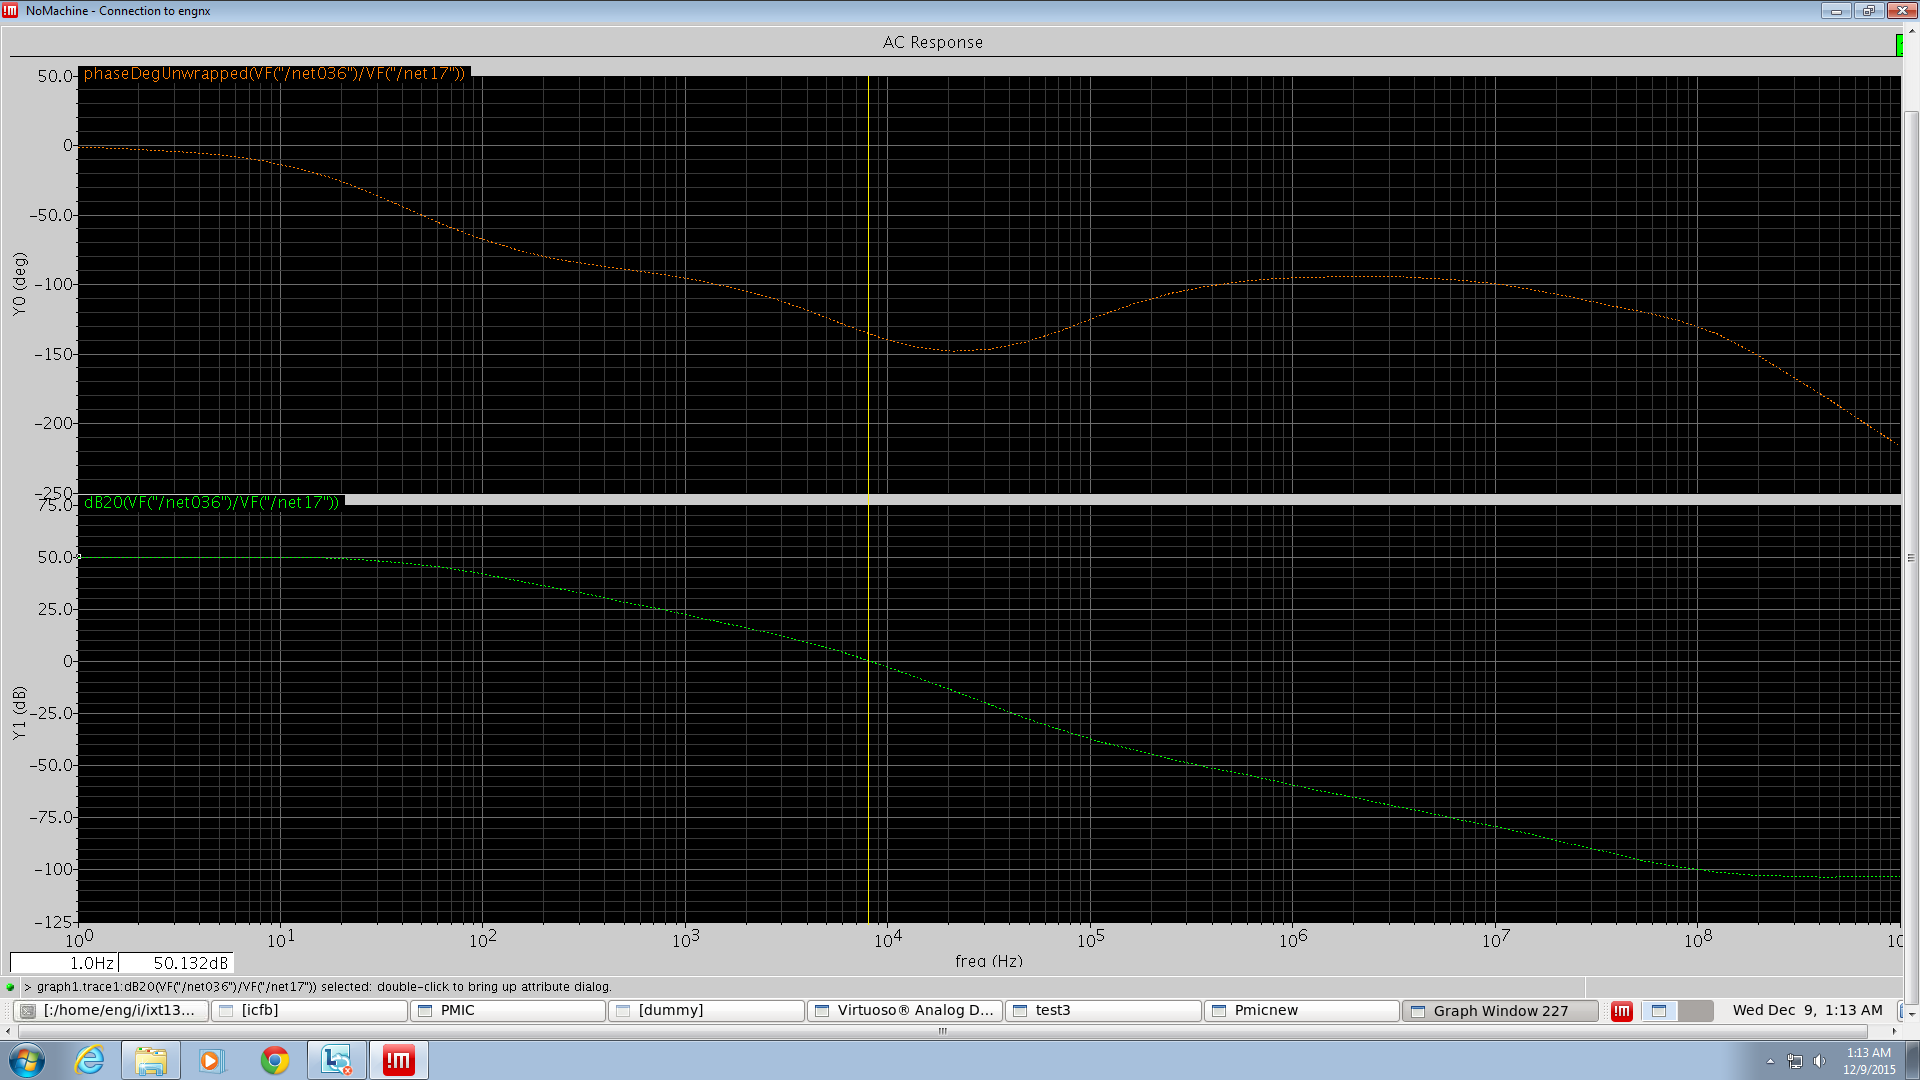 NoMachine - Connection to engnx
AC Response
phaseDegUnwrapped(VF("/net036")/VF("/net17"))
50.0
0
-50.0
-100
-150
-200
-250
Y0 (deg)
dB20(VF("/net036")/VF("/net17"))
75.0
50.0
25.0
0
-25.0
-50.0
-75.0
-100
-125
Y1 (dB)
10^0 10^1 10^2 10^3 10^4 10^5 10^6 10^7 10^8 10
freq (Hz)
1.0Hz 50.132dB
> graph1.trace1:dB20(VF("/net036")/VF("/net17")) selected: double-click to bring up attribute dialog.
[:/home/eng/i/ixt13... [icfb] PMIC [dummy] Virtuoso® Analog D... test3 Pmicnew Graph Window 227 !M Wed Dec 9, 1:13 AM
!M 1:13 AM
12/9/2015